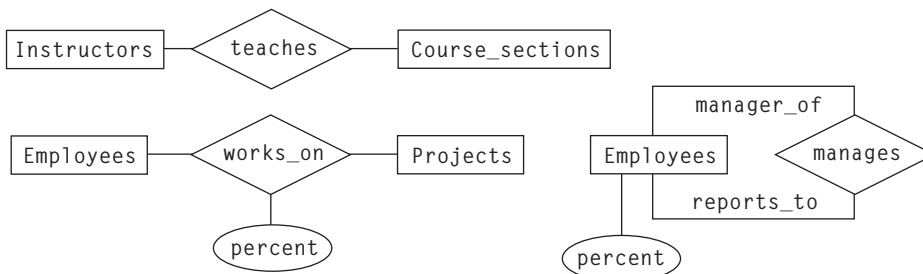 Instructors
teaches
Course_sections
Employees
works_on
Projects
percent
manager_of
Employees
manages
reports_to
percent